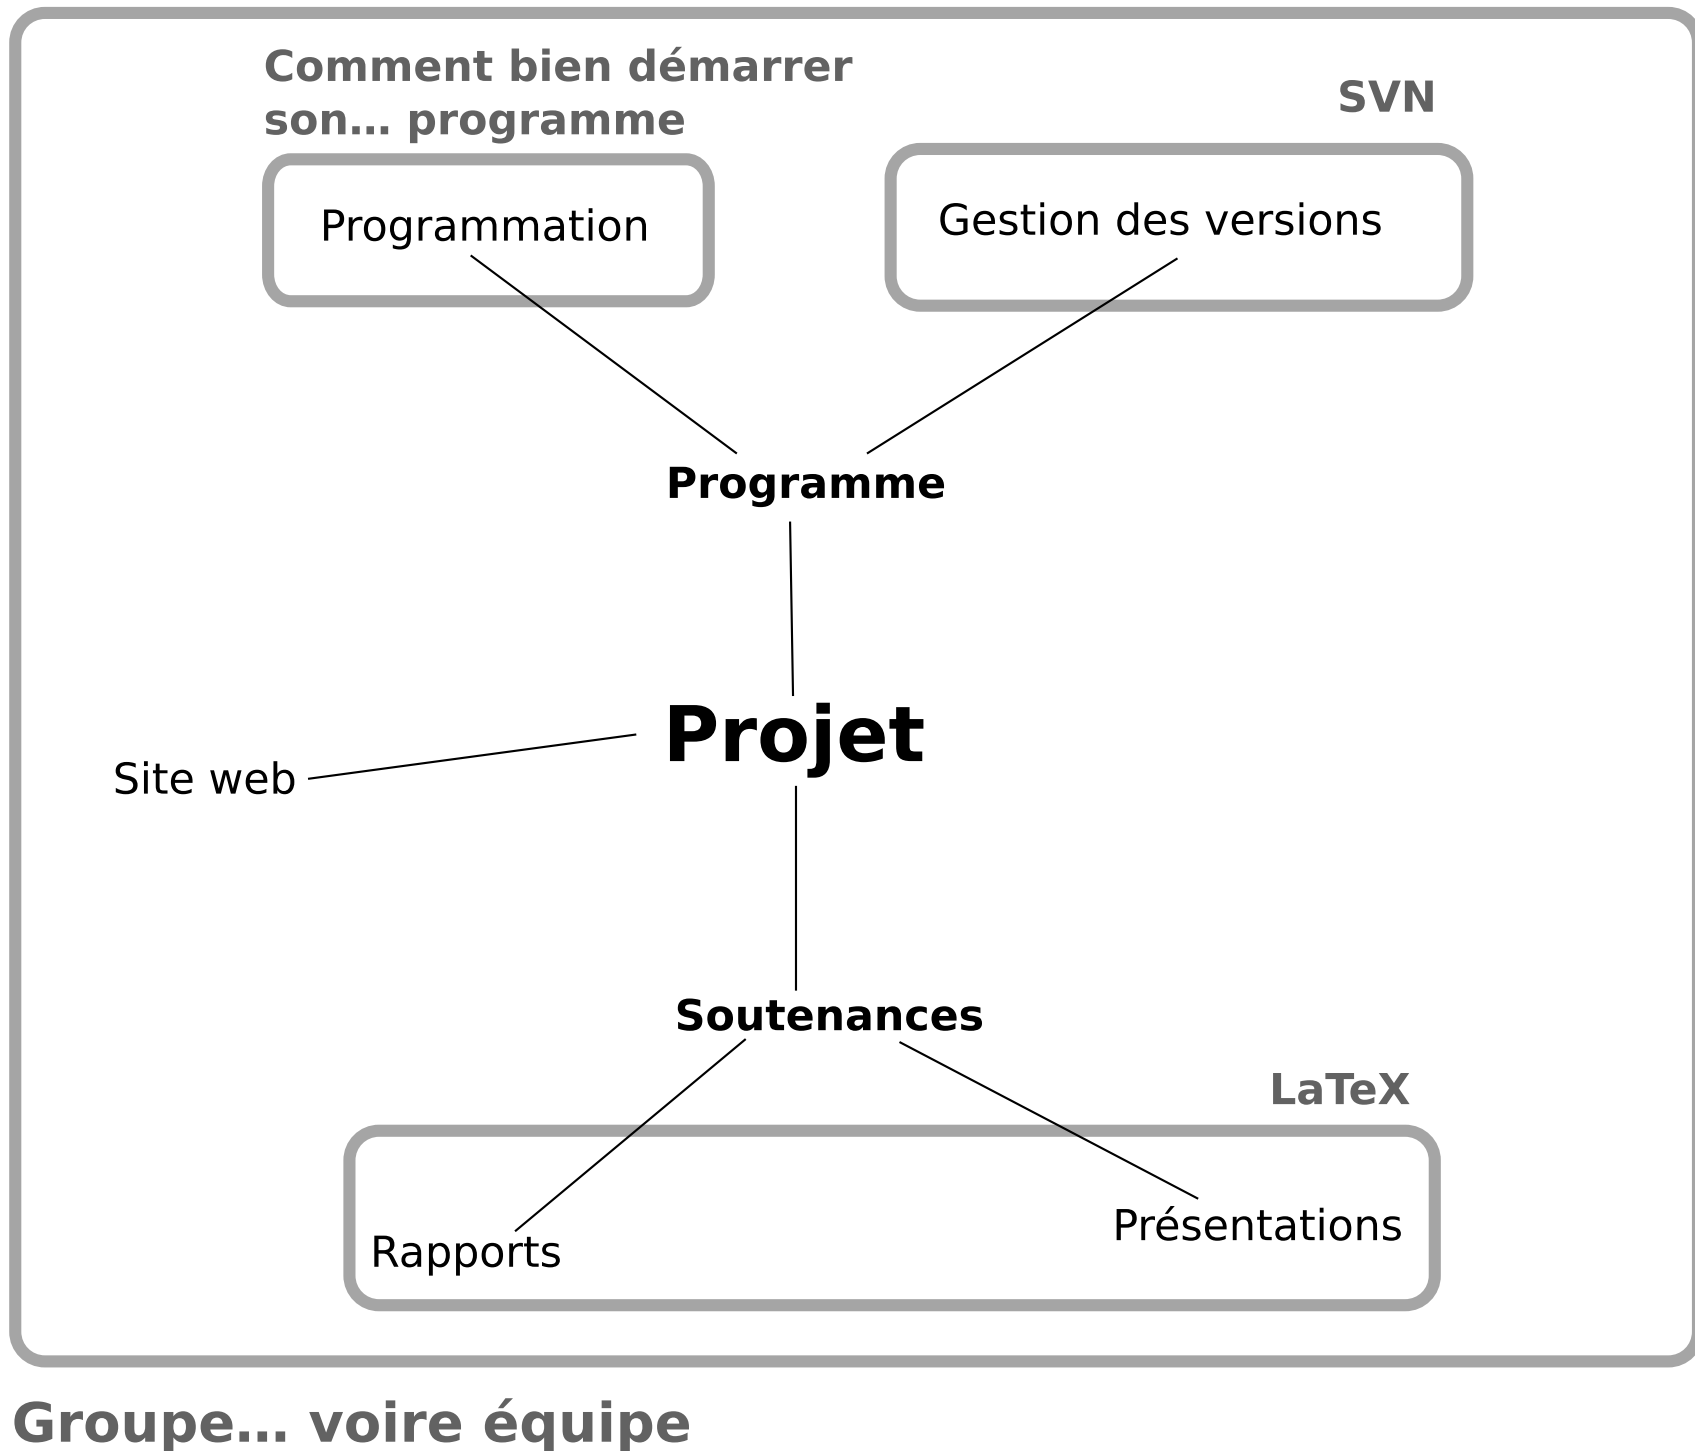 Comment bien démarrer
son… programme
SVN
Programmation
Gestion des versions
Programme
Projet
Site web
Soutenances
LaTeX
Présentations
Rapports
Groupe… voire équipe